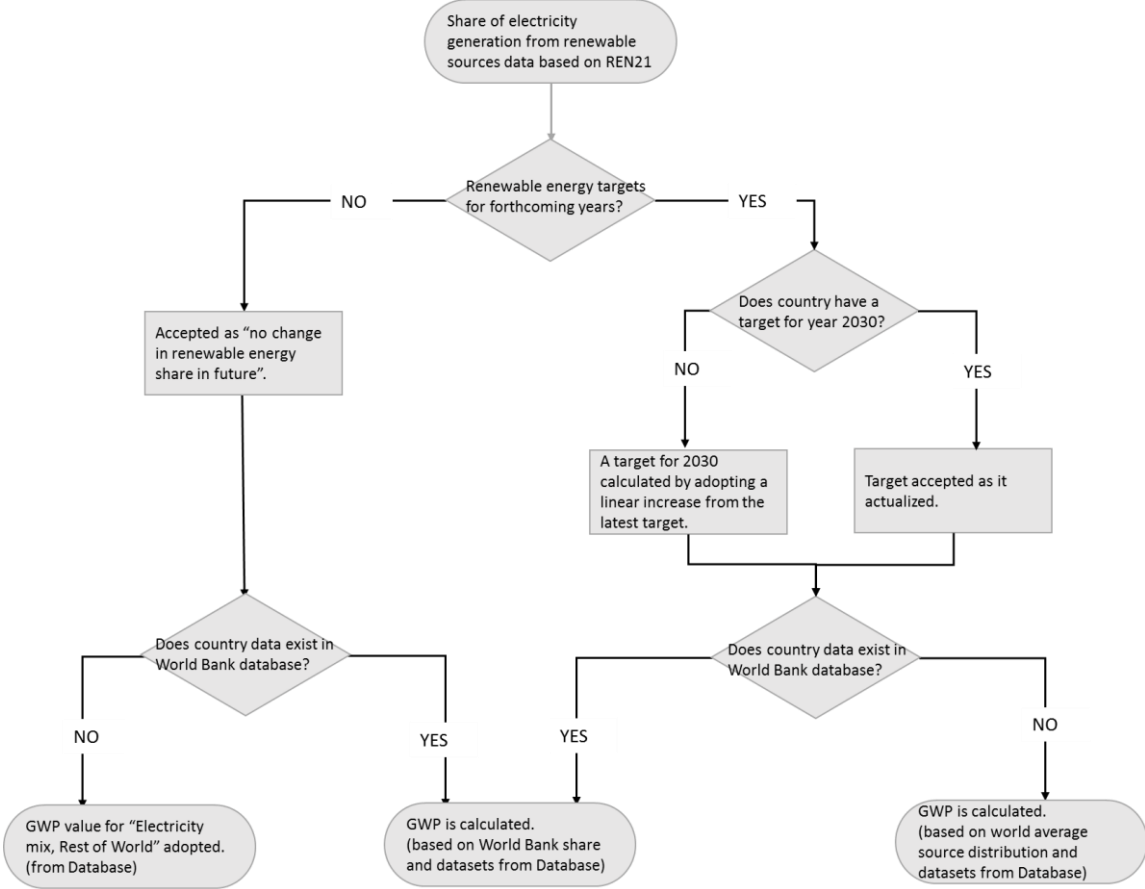 Share of electricity
generation from renewable
sources data based on REN21
Renewable energy targets
for forthcoming years?
NO
YES
Does country have a
target for year 2030?
Accepted as “no change
in renewable energy
share in future”.
NO
YES
A target for 2030
calculated by adopting a
linear increase from the
latest target.
Target accepted as it
actualized.
Does country data exist in
World Bank database?
Does country data exist in
World Bank database?
NO
YES
YES
NO
GWP value for “Electricity
mix, Rest of World” adopted.
(from Database)
GWP is calculated.
(based on World Bank share
and datasets from Database)
GWP is calculated.
(based on world average
source distribution and
datasets from Database)